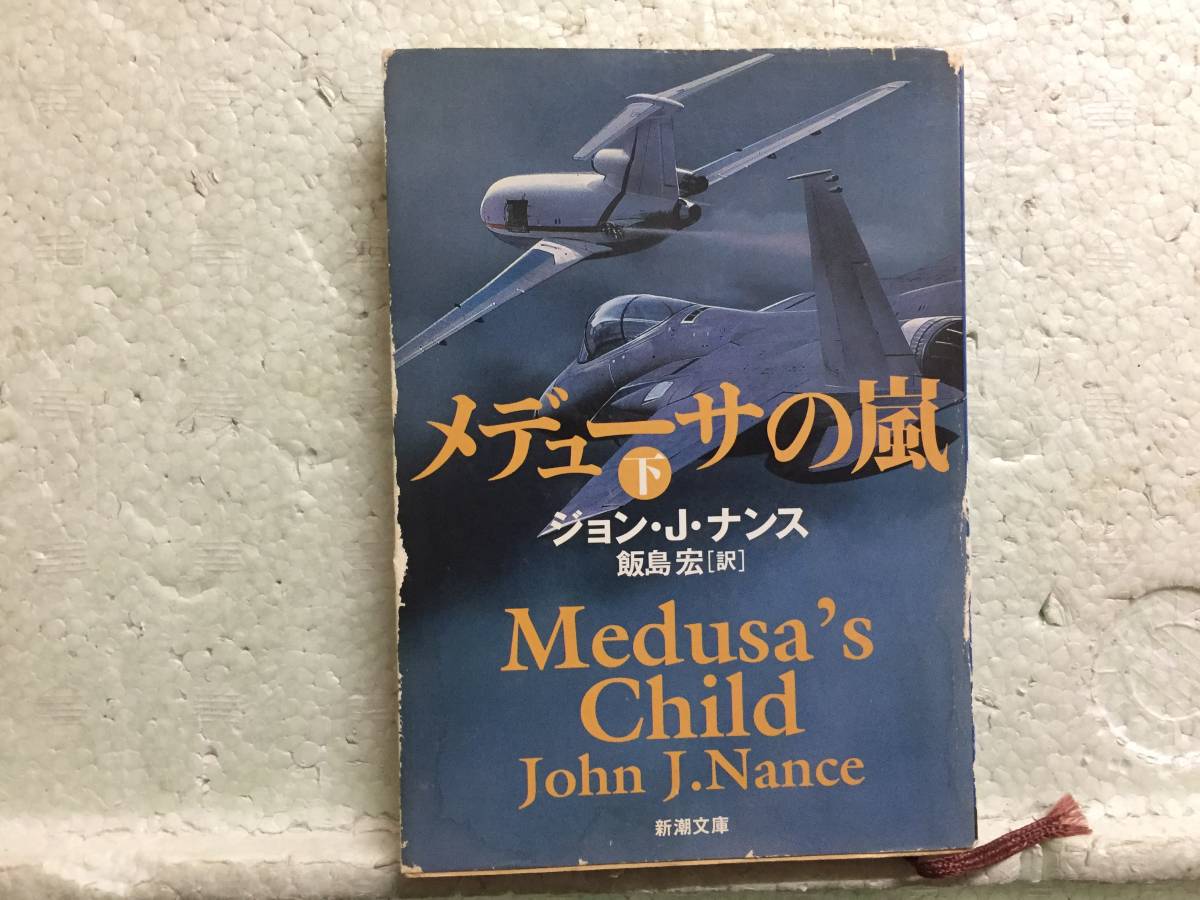 メデューサの嵐
下
ジョン・J・ナンス
飯島 宏[訳]
Medusa's
Child
John J.Nance
新潮文庫